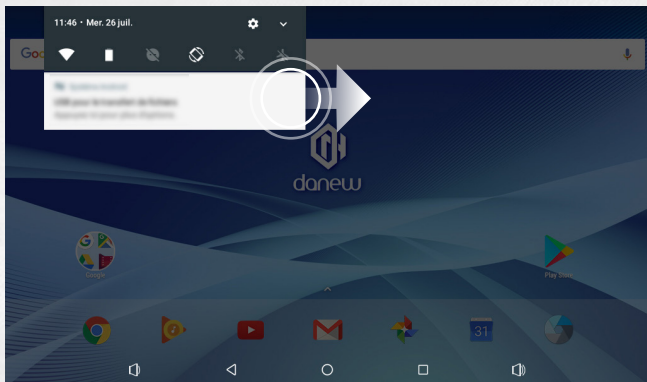 11:46 • Mer. 26 juil.
Système Android
USB pour le transfert de fichiers
Appuyez ici pour plus d'options.
danew
Google
Play Store
31